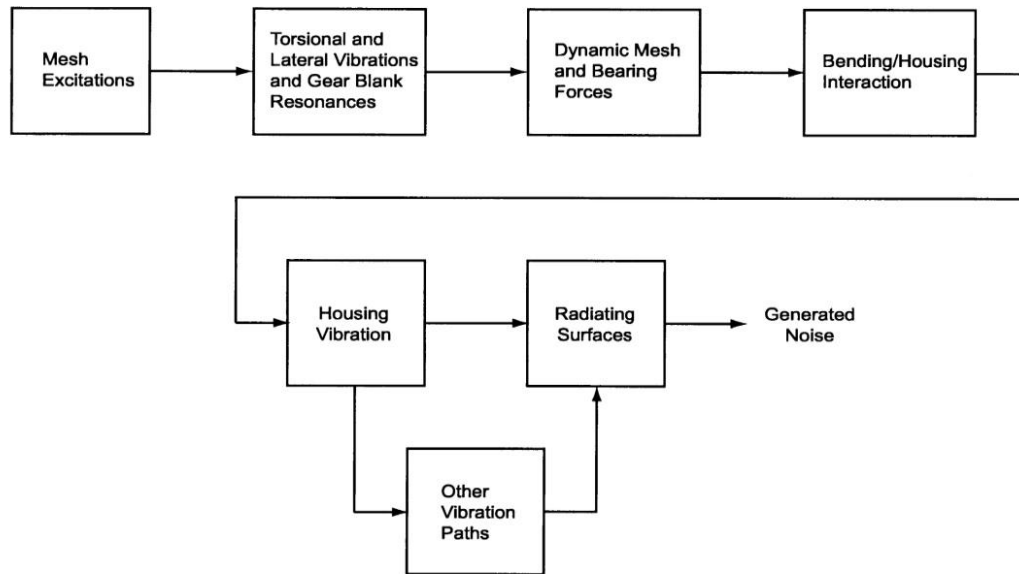 Mesh
Excitations
Torsional and
Lateral Vibrations
and Gear Blank
Resonances
Dynamic Mesh
and Bearing
Forces
Bending/Housing
Interaction
Housing
Vibration
Radiating
Surfaces
Generated
Noise
Other
Vibration
Paths